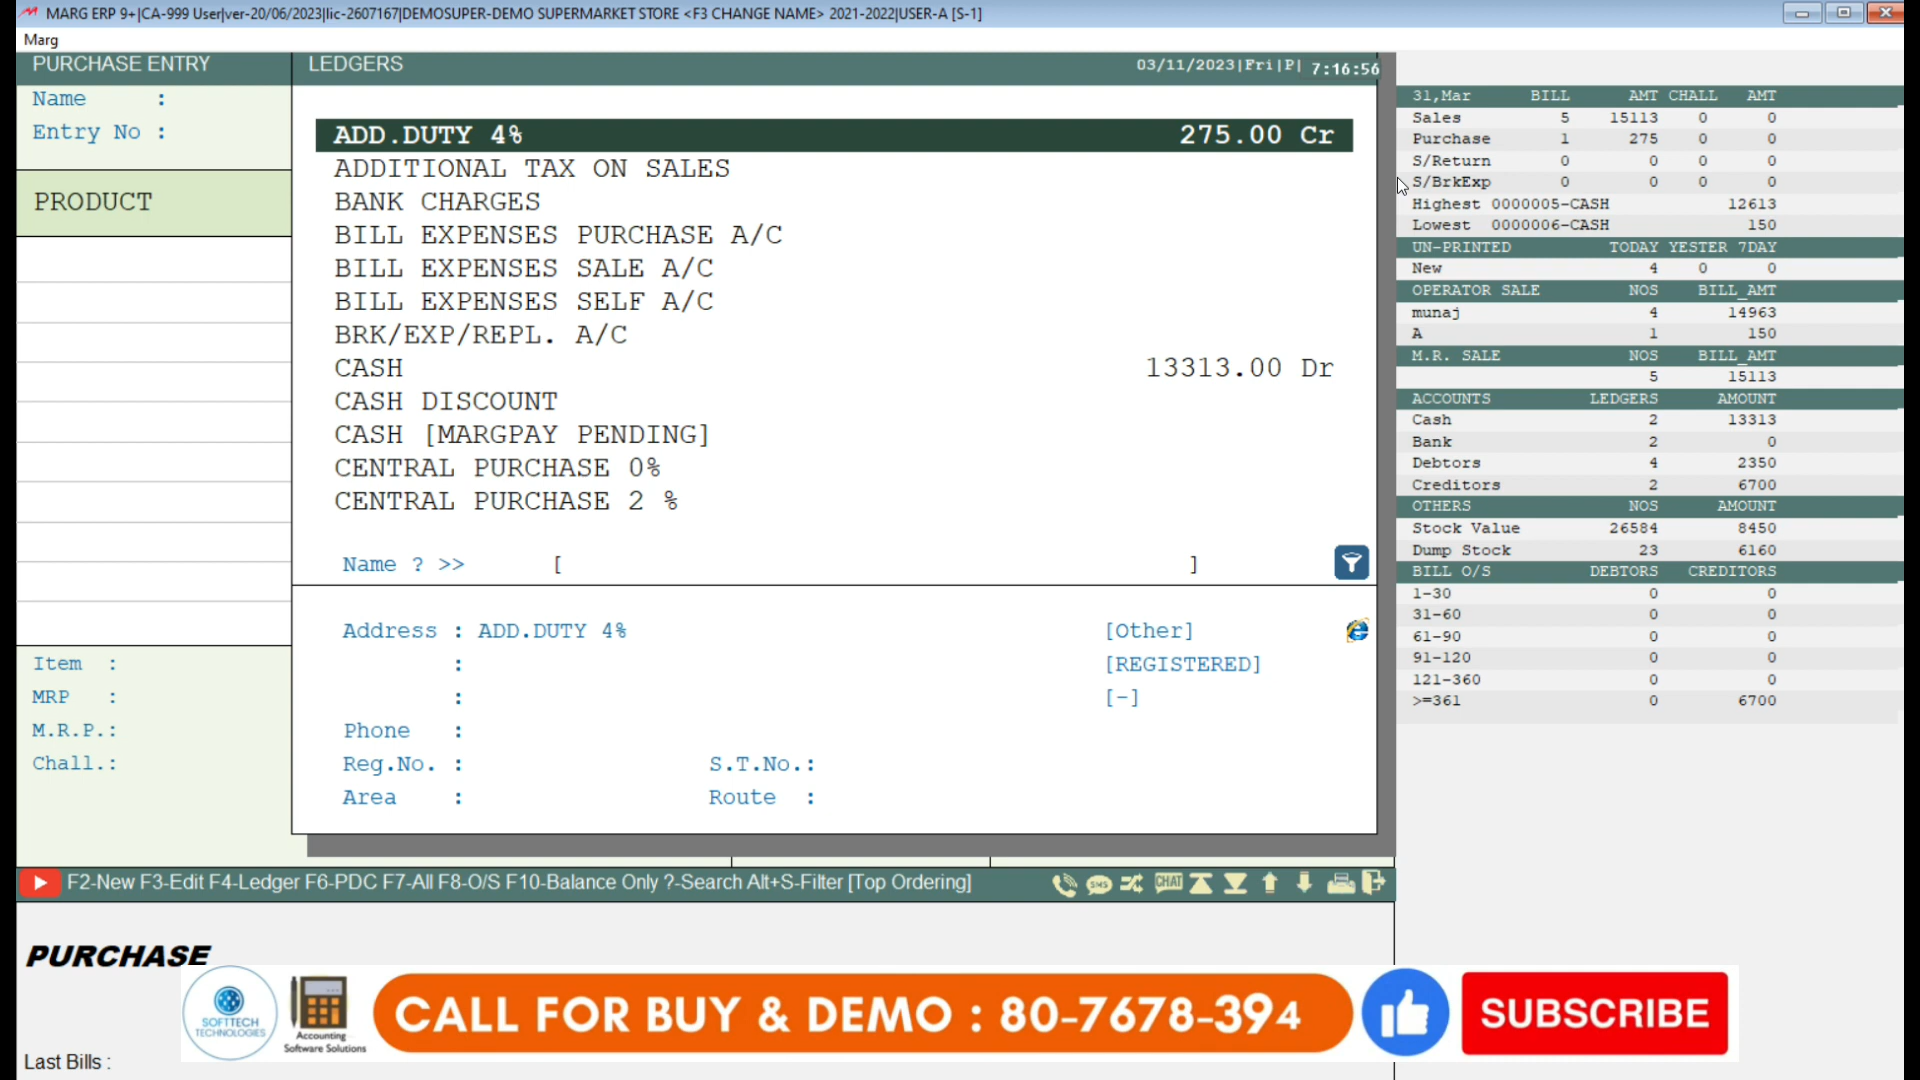 MARG ERP 9+|CA-999 User|ver-20/06/2023|lic-2607167|DEMOSUPER-DEMO SUPERMARKET STORE <F3 CHANGE NAME> 2021-2022|USER-A [S-1]
Marg
PURCHASE ENTRY
Name :
Entry No :
PRODUCT
Item :
MRP :
M.R.P.:
Chall.:
LEDGERS 03/11/2023|Fri|P| 7:16:56
ADD.DUTY 4% 275.00 Cr
ADDITIONAL TAX ON SALES
BANK CHARGES
BILL EXPENSES PURCHASE A/C
BILL EXPENSES SALE A/C
BILL EXPENSES SELF A/C
BRK/EXP/REPL. A/C
CASH 13313.00 Dr
CASH DISCOUNT
CASH [MARGPAY PENDING]
CENTRAL PURCHASE 0%
CENTRAL PURCHASE 2 %
Name ? >> [ ]
Address : ADD.DUTY 4% [Other]
: [REGISTERED]
: [-]
Phone :
Reg.No. : S.T.No.:
Area : Route :
31,Mar BILL AMT CHALL AMT
Sales 5 15113 0 0
Purchase 1 275 0 0
S/Return 0 0 0 0
S/BrkExp 0 0 0 0
Highest 0000005-CASH 12613
Lowest 0000006-CASH 150
UN-PRINTED TODAY YESTER 7DAY
New 4 0 0
OPERATOR SALE NOS BILL_AMT
munaj 4 14963
A 1 150
M.R. SALE NOS BILL_AMT
5 15113
ACCOUNTS LEDGERS AMOUNT
Cash 2 13313
Bank 2 0
Debtors 4 2350
Creditors 2 6700
OTHERS NOS AMOUNT
Stock Value 26584 8450
Dump Stock 23 6160
BILL O/S DEBTORS CREDITORS
1-30 0 0
31-60 0 0
61-90 0 0
91-120 0 0
121-360 0 0
>=361 0 6700
F2-New F3-Edit F4-Ledger F6-PDC F7-All F8-O/S F10-Balance Only ?-Search Alt+S-Filter [Top Ordering]
SMS
CHAT
PURCHASE
SOFTTECH
TECHNOLOGIES
Accounting
Software Solutions
CALL FOR BUY & DEMO : 80-7678-394
SUBSCRIBE
Last Bills :